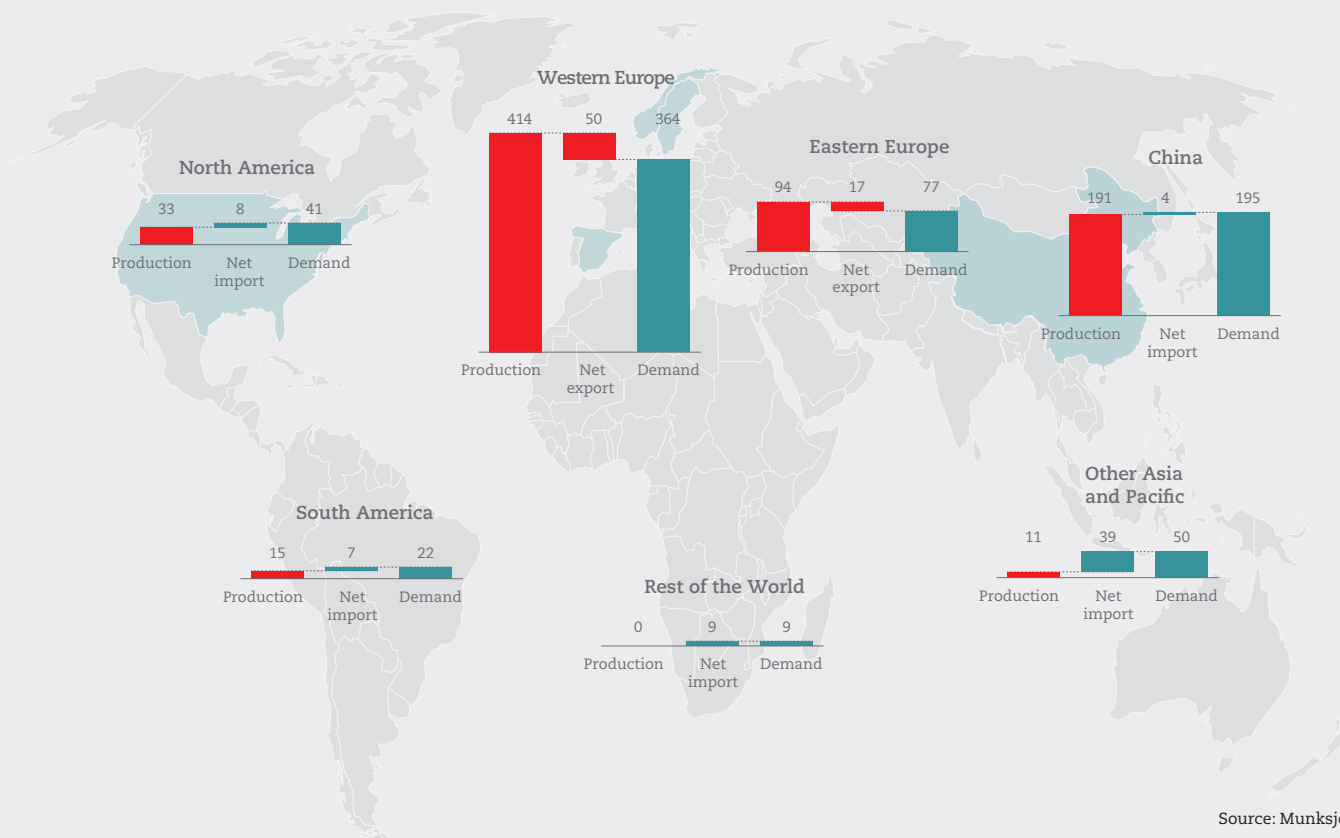 Western Europe
414 50 364
Production Net Demand
export
North America
33 8 41
Production Net Demand
import
Eastern Europe
94 17 77
Production Net Demand
export
China
191 4 195
Production Net Demand
import
South America
15 7 22
Production Net Demand
import
Rest of the World
0 9 9
Production Net Demand
import
Other Asia
and Pacific
11 39 50
Production Net Demand
import
Source: